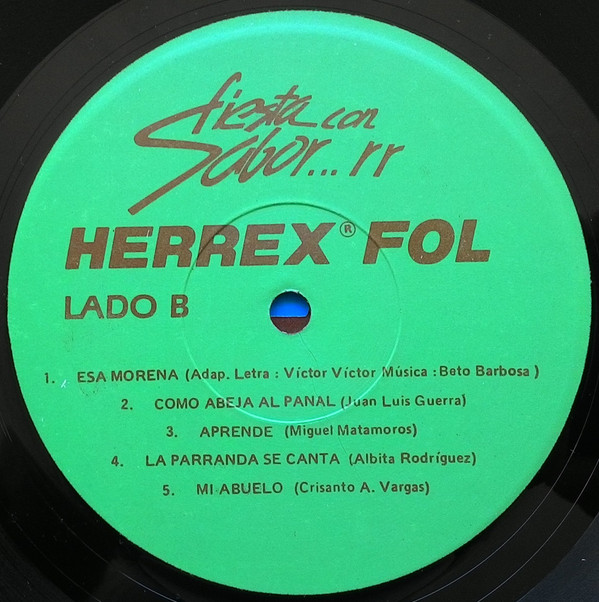 fiesta con
Sabor...rr
HERREX® FOL
LADO B
1. ESA MORENA (Adap. Letra : Víctor Víctor Música : Beto Barbosa )
2. COMO ABEJA AL PANAL (Juan Luis Guerra)
3. APRENDE (Miguel Matamoros)
4. LA PARRANDA SE CANTA (Albita Rodríguez)
5. MI ABUELO (Crisanto A. Vargas)